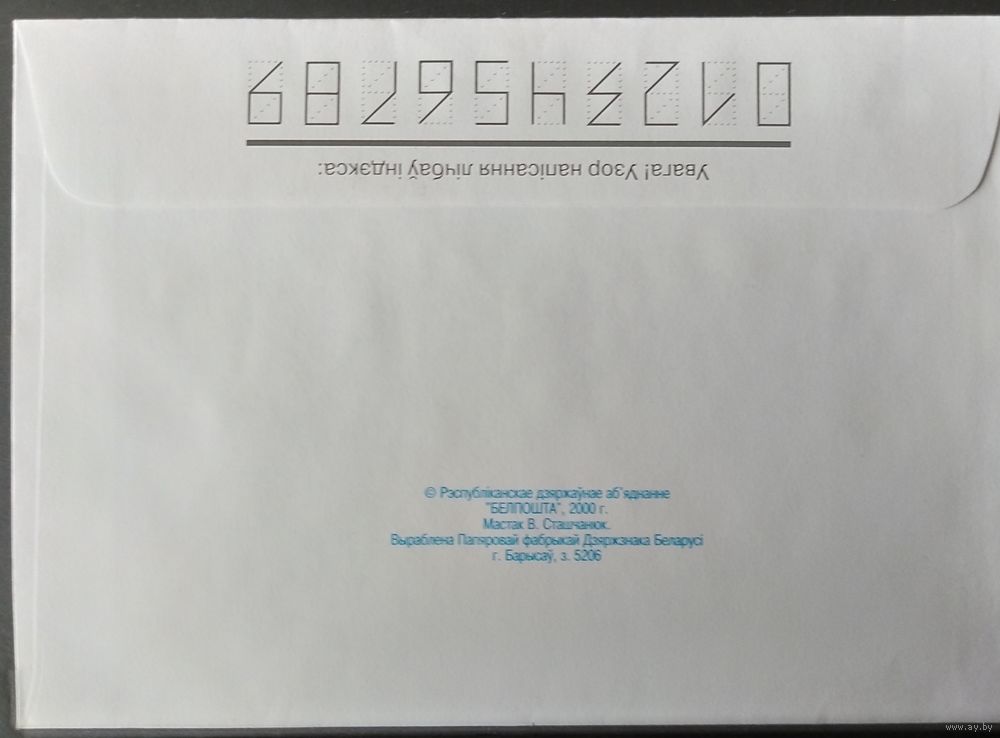 Увага! Узор напісання лічбаў індэкса:
0123456789
© Рэспубліканскае дзяржаўнае аб'яднанне
"БЕЛПОШТА", 2000 г.
Мастак В. Сташчанюк.
Выраблена Папяровай фабрыкай Дзяржзнака Беларусі
г. Барысаў, з. 5206
www.ay.by